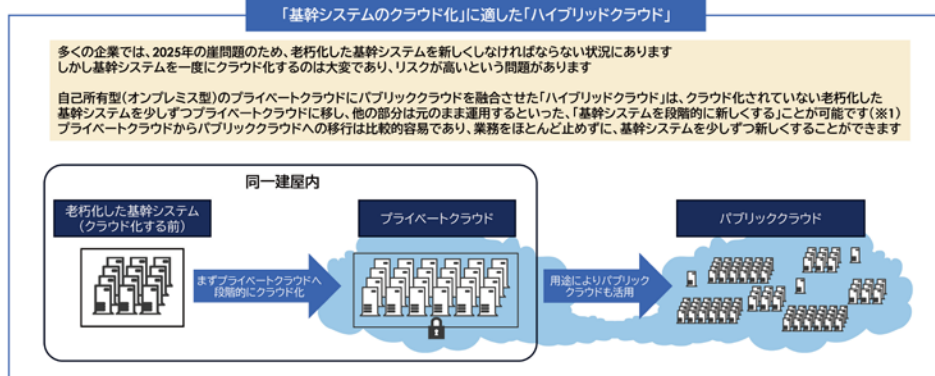 「基幹システムのクラウド化」に適した「ハイブリッドクラウド」
多くの企業では、2025年の崖問題のため、老朽化した基幹システムを新しくしなければならない状況にあります
しかし基幹システムを一度にクラウド化するのは大変であり、リスクが高いという問題があります
自己所有型(オンプレミス型)のプライベートクラウドにパブリッククラウドを融合させた「ハイブリッドクラウド」は、クラウド化されていない老朽化した
基幹システムを少しずつプライベートクラウドに移し、他の部分は元のまま運用するといった、「基幹システムを段階的に新しくする」ことが可能です(※1)
プライベートクラウドからパブリッククラウドへの移行は比較的容易であり、業務をほとんど止めずに、基幹システムを少しずつ新しくすることができます
同一建屋内
老朽化した基幹システム
(クラウド化する前)
プライベートクラウド
パブリッククラウド
まずプライベートクラウドへ
段階的にクラウド化
用途によりパブリック
クラウドも活用